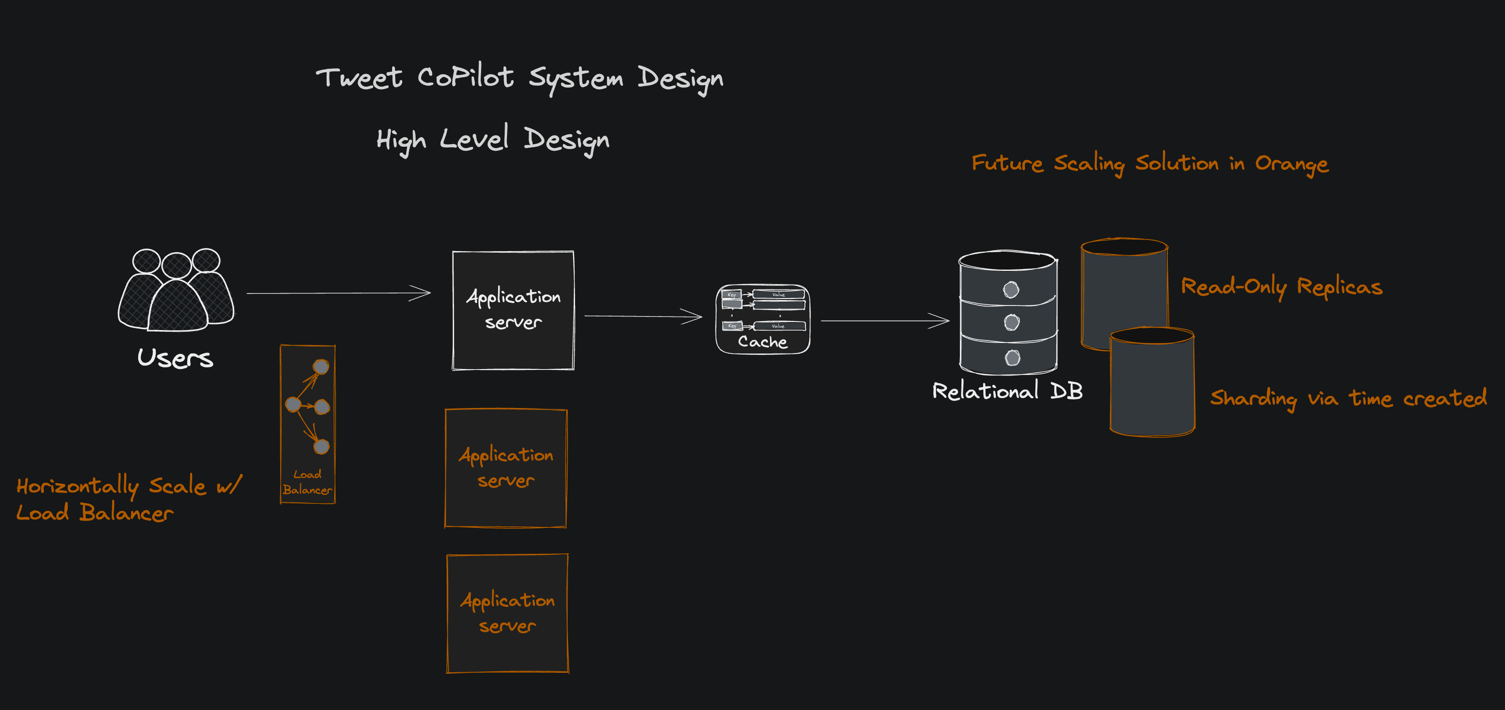 Tweet CoPilot System Design
High Level Design
Future Scaling Solution in Orange
Users
Application
server
Key
Value
Key
Value
Cache
Relational DB
Read-Only Replicas
Sharding via time created
Load
Balancer
Horizontally Scale w/
Load Balancer
Application
server
Application
server